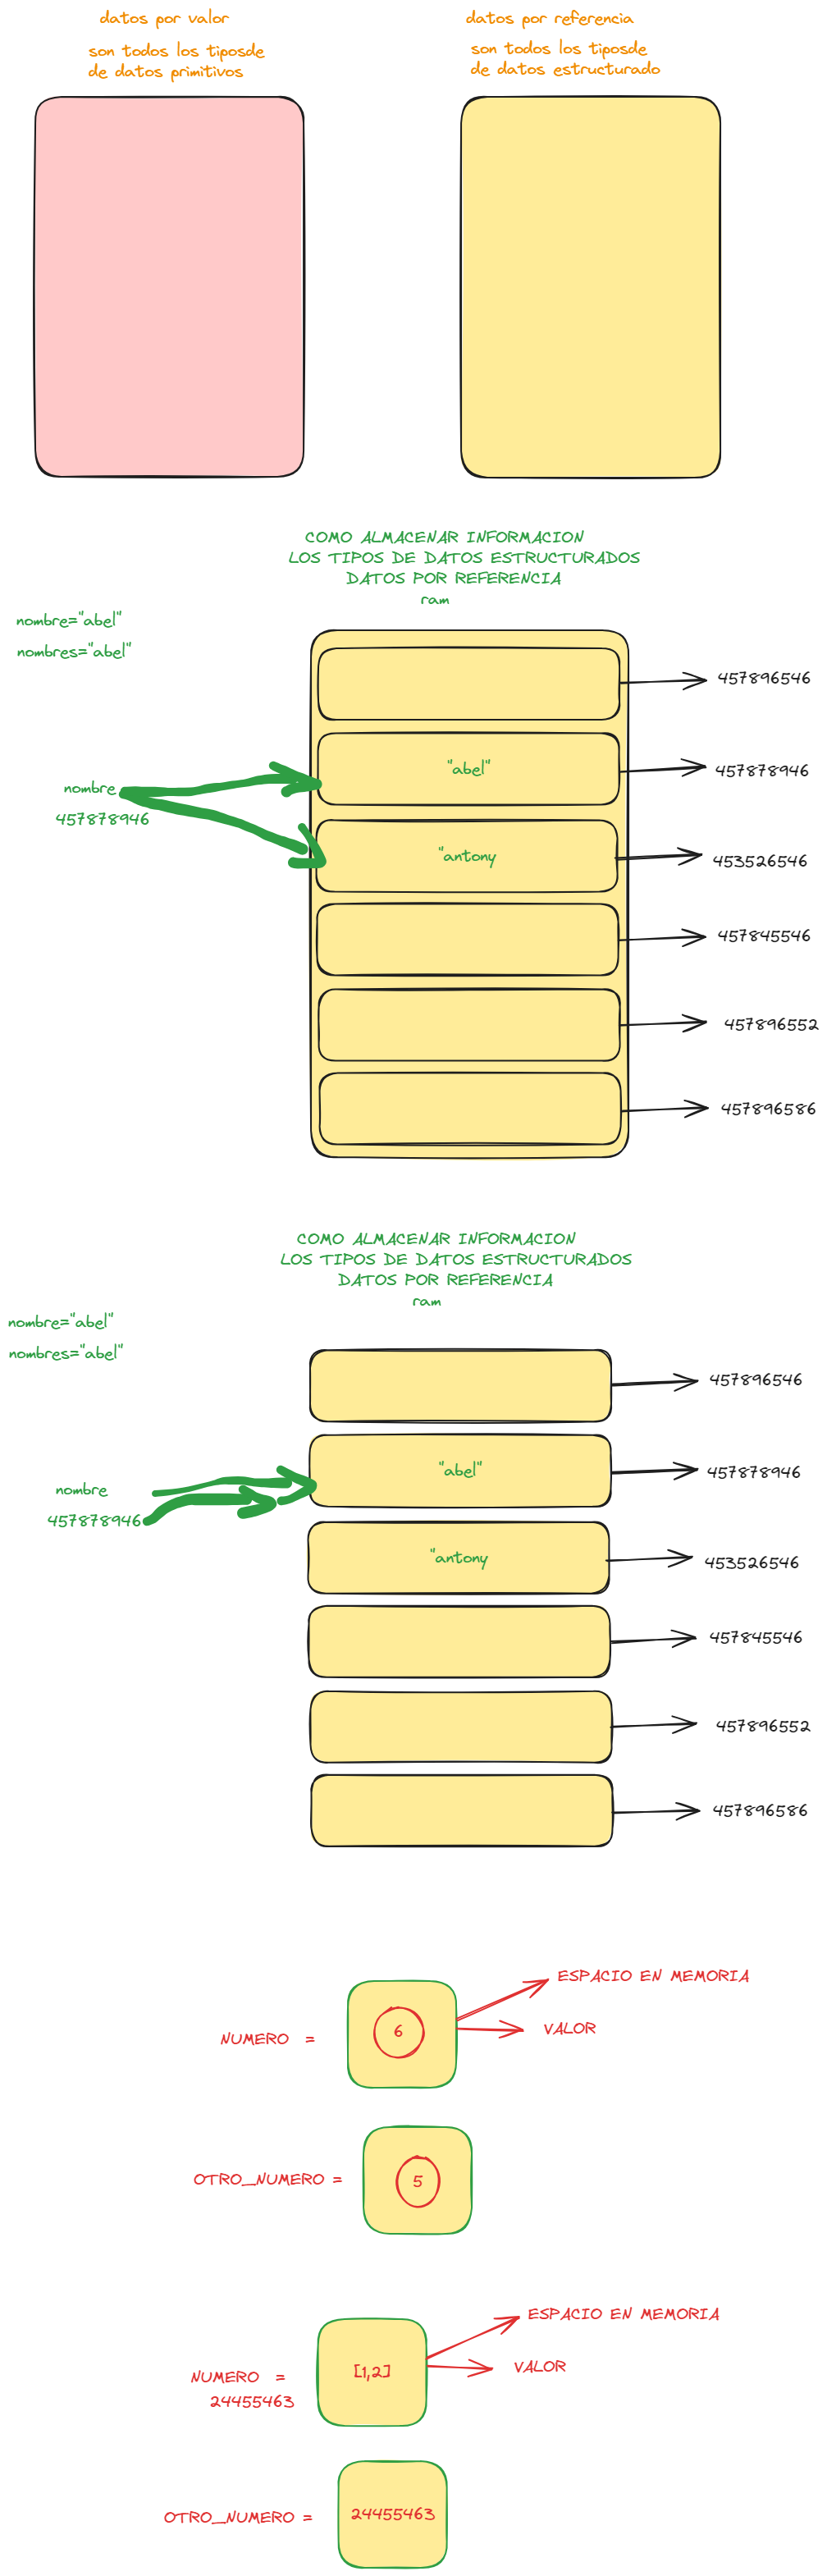 datos por valor
son todos los tiposde
de datos primitivos
datos por referencia
son todos los tiposde
de datos estructurado
COMO ALMACENAR INFORMACION
LOS TIPOS DE DATOS ESTRUCTURADOS
DATOS POR REFERENCIA
ram
nombre="abel"
nombres="abel"
457896546
"abel"
457878946
nombre
457878946
"antony
453526546
457845546
457896552
457896586
COMO ALMACENAR INFORMACION
LOS TIPOS DE DATOS ESTRUCTURADOS
DATOS POR REFERENCIA
ram
nombre="abel"
nombres="abel"
457896546
"abel"
457878946
nombre
457878946
"antony
453526546
457845546
457896552
457896586
ESPACIO EN MEMORIA
NUMERO =
6
VALOR
OTRO_NUMERO =
5
ESPACIO EN MEMORIA
NUMERO =
24455463
[1,2]
VALOR
OTRO_NUMERO =
24455463